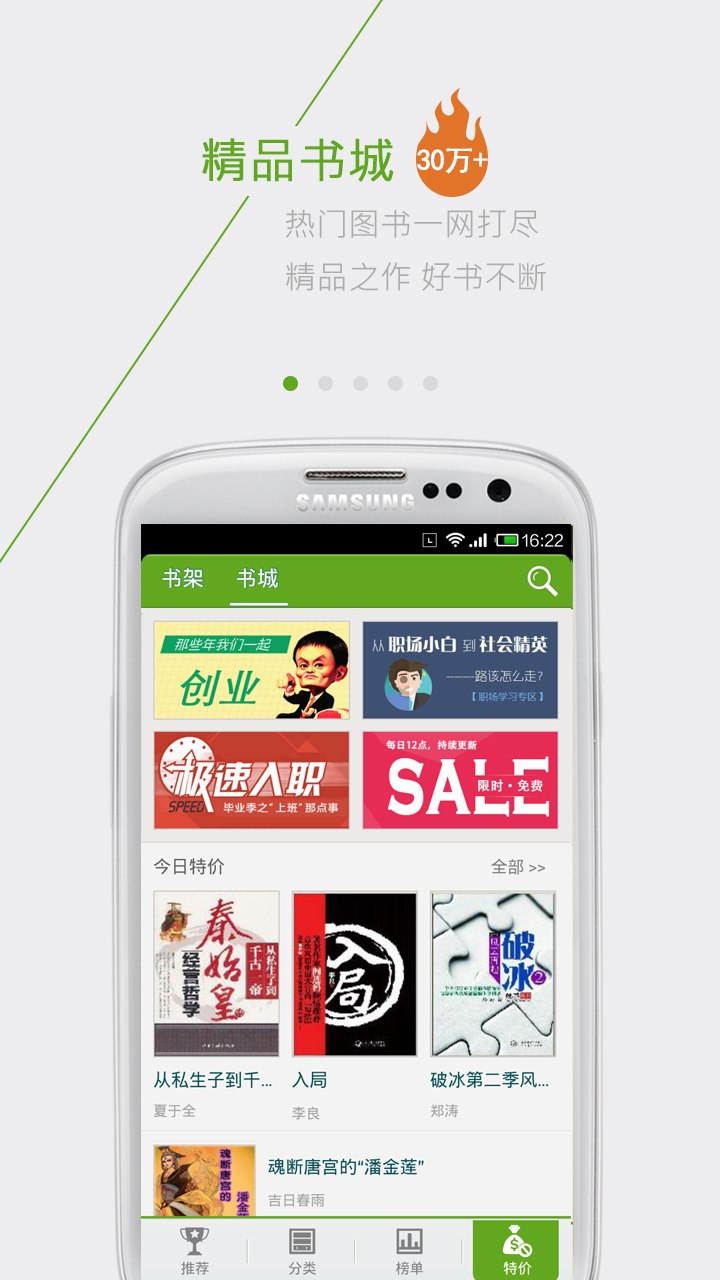 精品书城
30万+
热门图书一网打尽
精品之作 好书不断
SAMSUNG
16:22
书架 书城
那些年我们一起
创业
从 职场小白 到 社会精英
——路该怎么走?
【职场学习专区】
极速入职
SPEED 毕业季之“上班”那点事
每日12点，持续更新
SALE
限时·免费
今日特价 全部 >>
秦始皇
从私生子到
千古一帝
经营哲学
入局
破冰2
从私生子到千...
夏于全
入局
李良
破冰第二季风...
郑涛
魂断唐宫的
潘金莲
魂断唐宫的“潘金莲”
吉日春雨
推荐 分类 榜单 特价